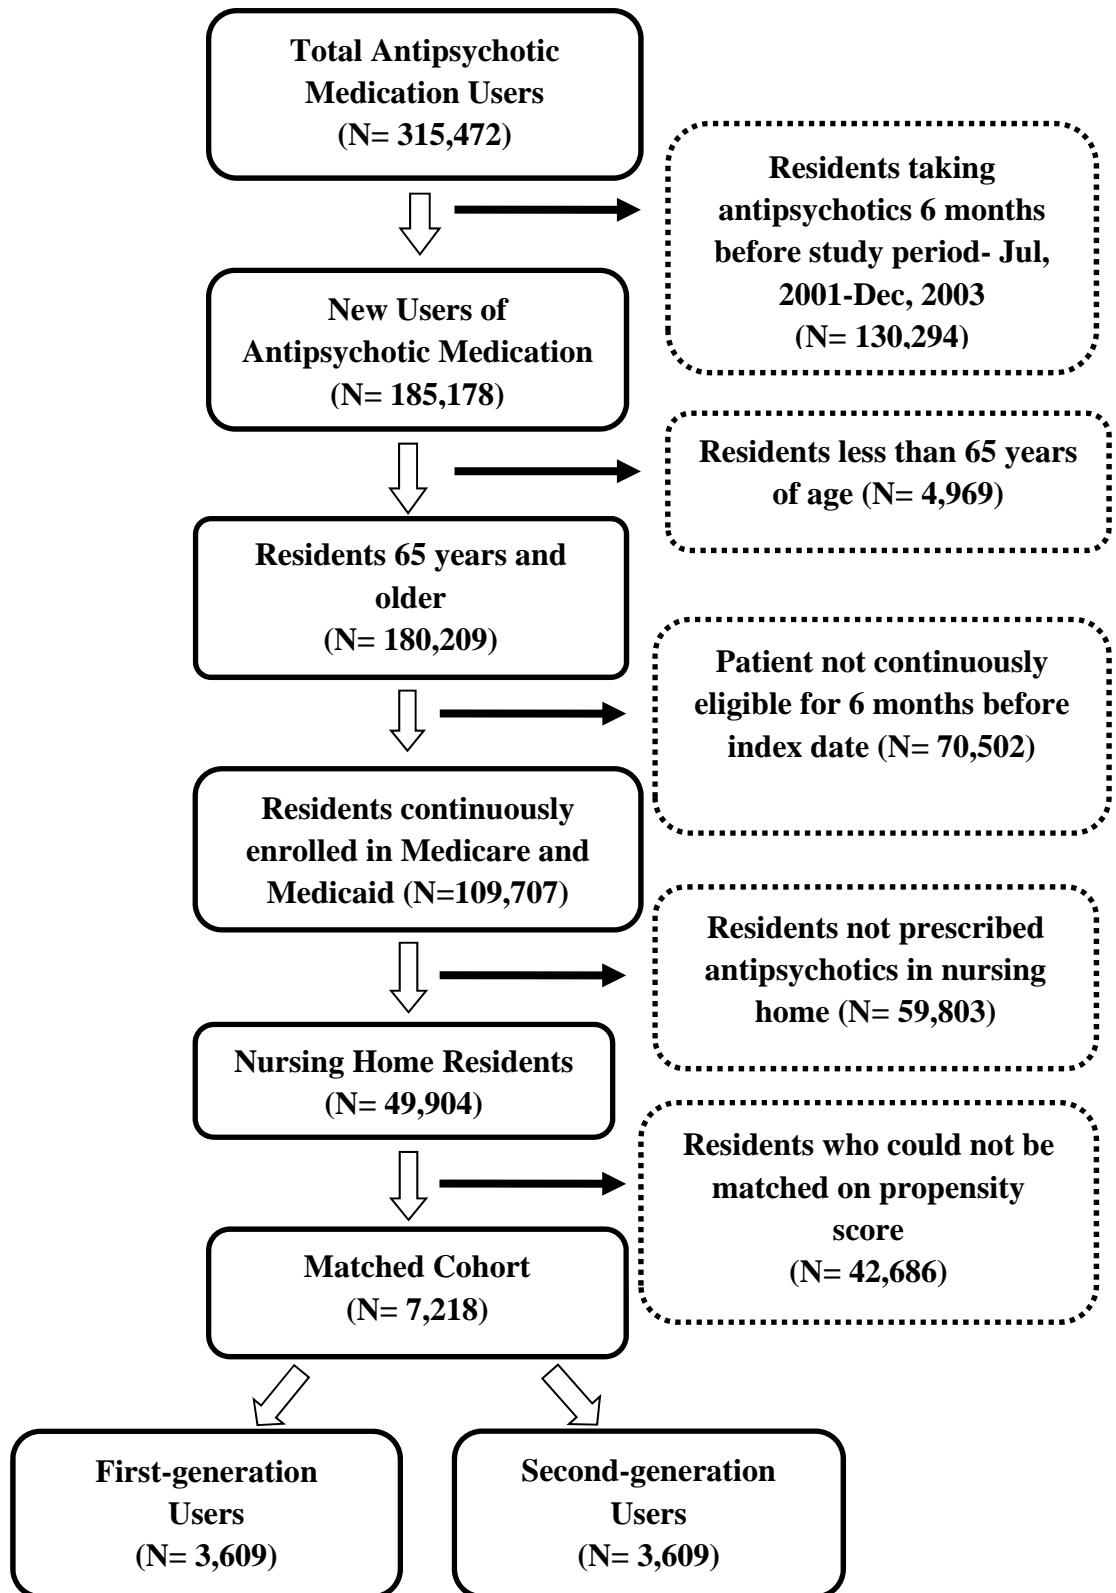 Total Antipsychotic
Medication Users
(N= 315,472)
Residents taking
antipsychotics 6 months
before study period- Jul,
2001-Dec, 2003
(N= 130,294)
New Users of
Antipsychotic Medication
(N= 185,178)
Residents less than 65 years
of age (N= 4,969)
Residents 65 years and
older
(N= 180,209)
Patient not continuously
eligible for 6 months before
index date (N= 70,502)
Residents continuously
enrolled in Medicare and
Medicaid (N=109,707)
Residents not prescribed
antipsychotics in nursing
home (N= 59,803)
Nursing Home Residents
(N= 49,904)
Residents who could not be
matched on propensity
score
(N= 42,686)
Matched Cohort
(N= 7,218)
First-generation
Users
(N= 3,609)
Second-generation
Users
(N= 3,609)